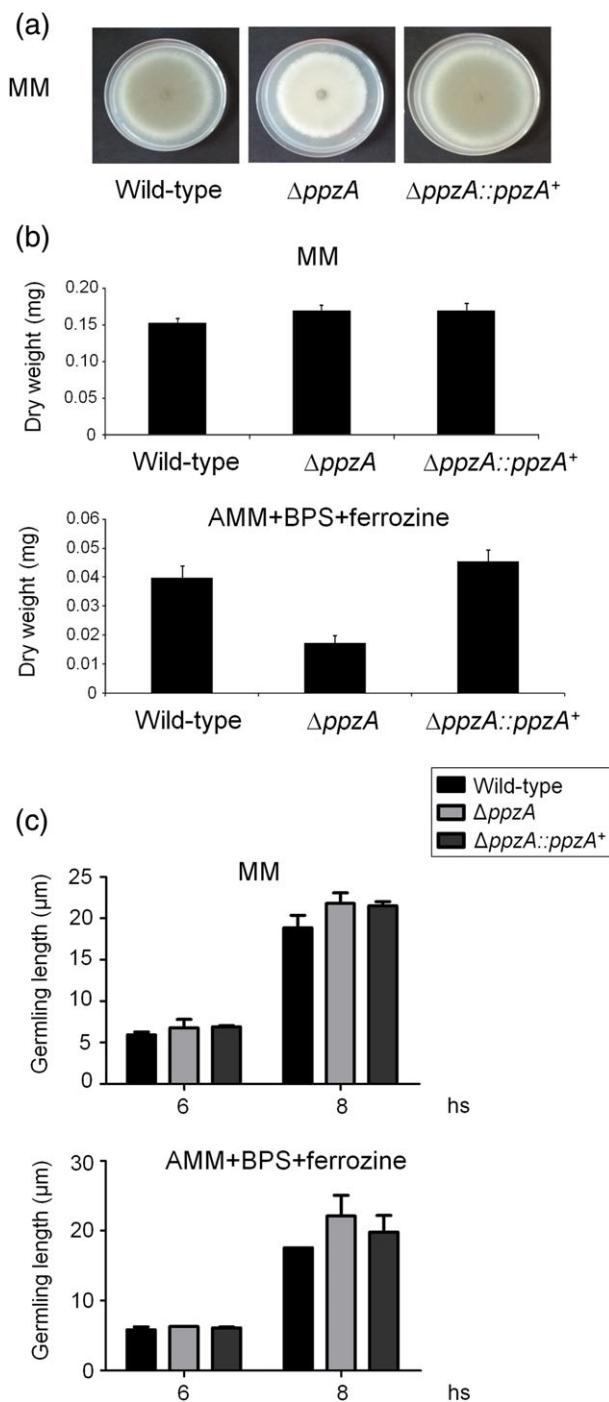 (a)
MM
Wild-type ΔppzA ΔppzA::ppzA⁺
(b)
MM
Dry weight (mg)
0.20
0.15
0.10
0.05
0
Wild-type ΔppzA ΔppzA::ppzA⁺
AMM+BPS+ferrozine
Dry weight (mg)
0.06
0.05
0.04
0.03
0.02
0.01
0
Wild-type ΔppzA ΔppzA::ppzA⁺
Wild-type
ΔppzA
ΔppzA::ppzA⁺
(c)
MM
Germling length (µm)
25
20
15
10
5
0
6 8 hs
AMM+BPS+ferrozine
Germling length (µm)
30
20
10
0
6 8 hs